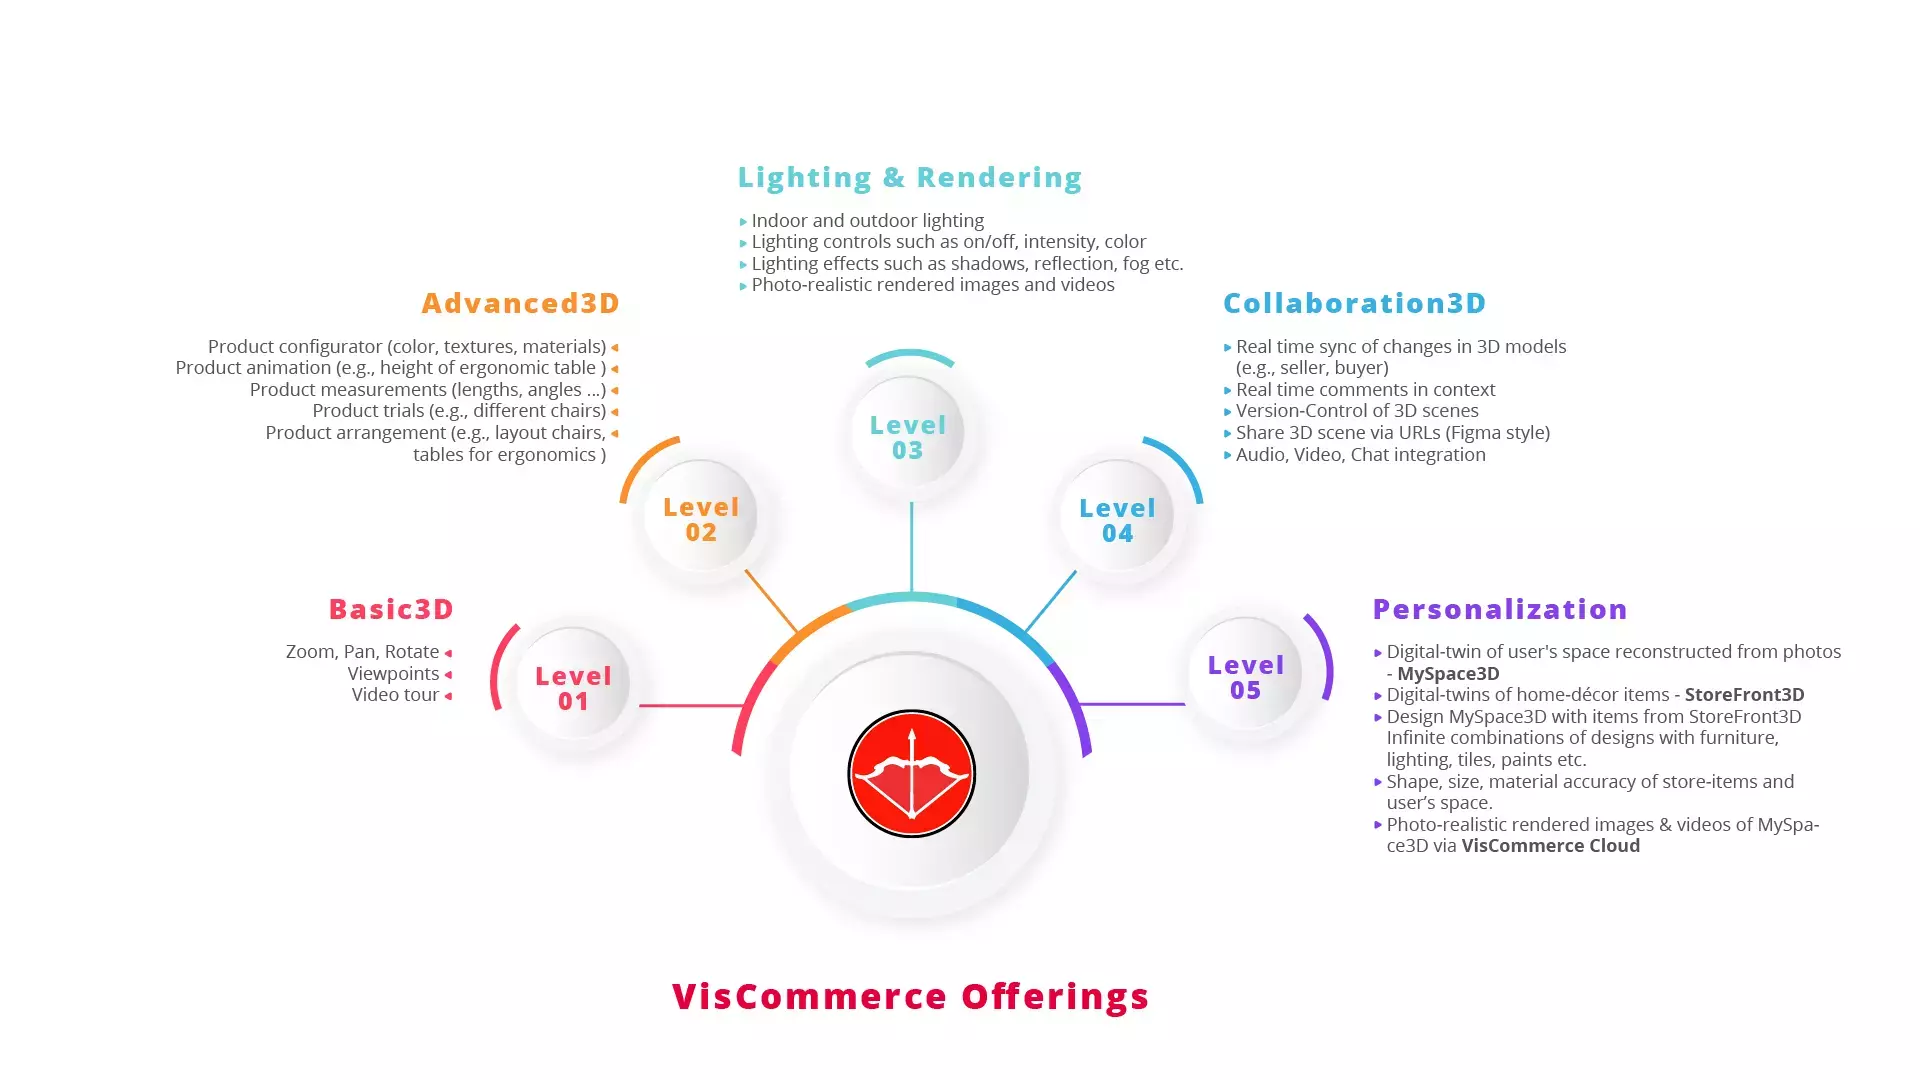 Lighting & Rendering
Indoor and outdoor lighting
Lighting controls such as on/off, intensity, color
Lighting effects such as shadows, reflection, fog etc.
Photo-realistic rendered images and videos
Advanced3D
Product configurator (color, textures, materials)
Product animation (e.g., height of ergonomic table )
Product measurements (lengths, angles ...)
Product trials (e.g., different chairs)
Product arrangement (e.g., layout chairs,
tables for ergonomics )
Collaboration3D
Real time sync of changes in 3D models
(e.g., seller, buyer)
Real time comments in context
Version-Control of 3D scenes
Share 3D scene via URLs (Figma style)
Audio, Video, Chat integration
Level
03
Level
02
Level
04
Basic3D
Zoom, Pan, Rotate
Viewpoints
Video tour
Level
01
Level
05
Personalization
Digital-twin of user's space reconstructed from photos
- MySpace3D
Digital-twins of home-décor items - StoreFront3D
Design MySpace3D with items from StoreFront3D
Infinite combinations of designs with furniture,
lighting, tiles, paints etc.
Shape, size, material accuracy of store-items and
user’s space.
Photo-realistic rendered images & videos of MySpa-
ce3D via VisCommerce Cloud
VisCommerce Offerings